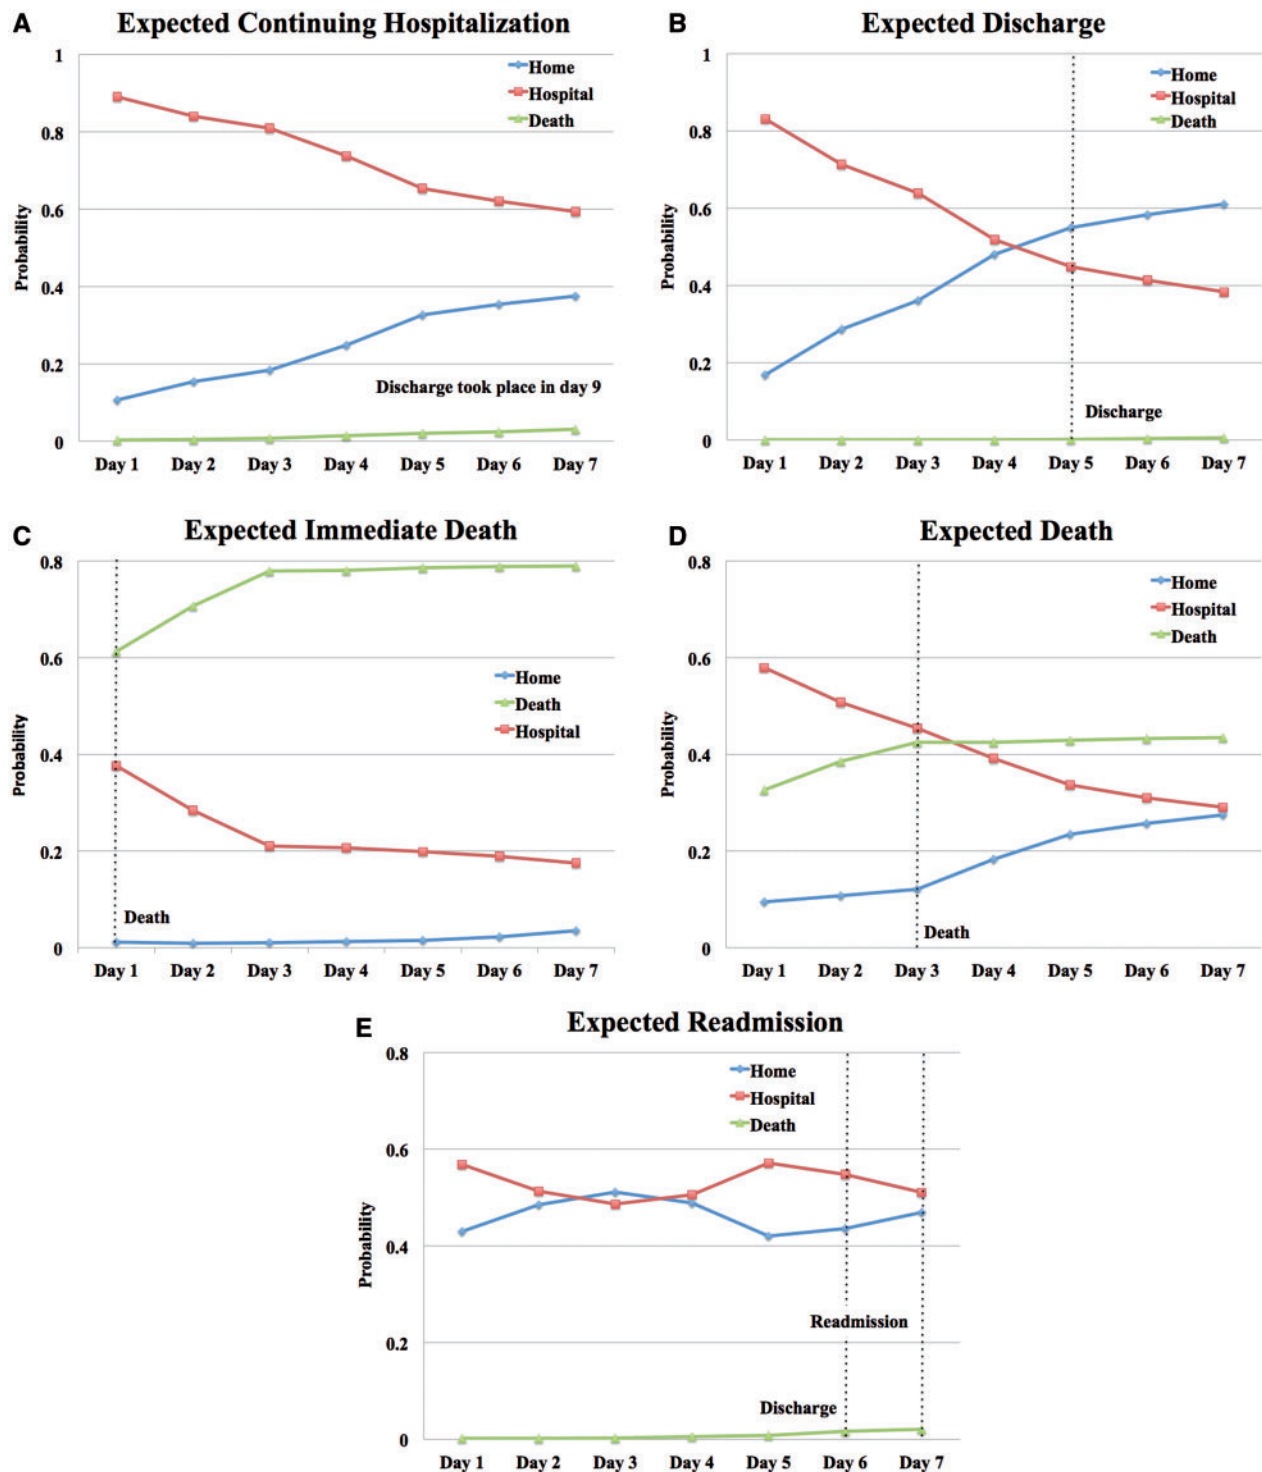 A
Expected Continuing Hospitalization
1
Home
Hospital
Death
0.8
0.6
Probability
0.4
0.2
Discharge took place in day 9
0
Day 1 Day 2 Day 3 Day 4 Day 5 Day 6 Day 7
B
Expected Discharge
1
Home
Hospital
Death
0.8
0.6
Probability
0.4
0.2
Discharge
0
Day 1 Day 2 Day 3 Day 4 Day 5 Day 6 Day 7
C
Expected Immediate Death
0.8
0.6
Home
Death
Hospital
Probability
0.4
0.2
Death
0
Day 1 Day 2 Day 3 Day 4 Day 5 Day 6 Day 7
D
Expected Death
0.8
Home
Hospital
Death
0.6
Probability
0.4
0.2
Death
0
Day 1 Day 2 Day 3 Day 4 Day 5 Day 6 Day 7
E
Expected Readmission
0.8
Home
Hospital
Death
0.6
Probability
0.4
Readmission
0.2
Discharge
0
Day 1 Day 2 Day 3 Day 4 Day 5 Day 6 Day 7